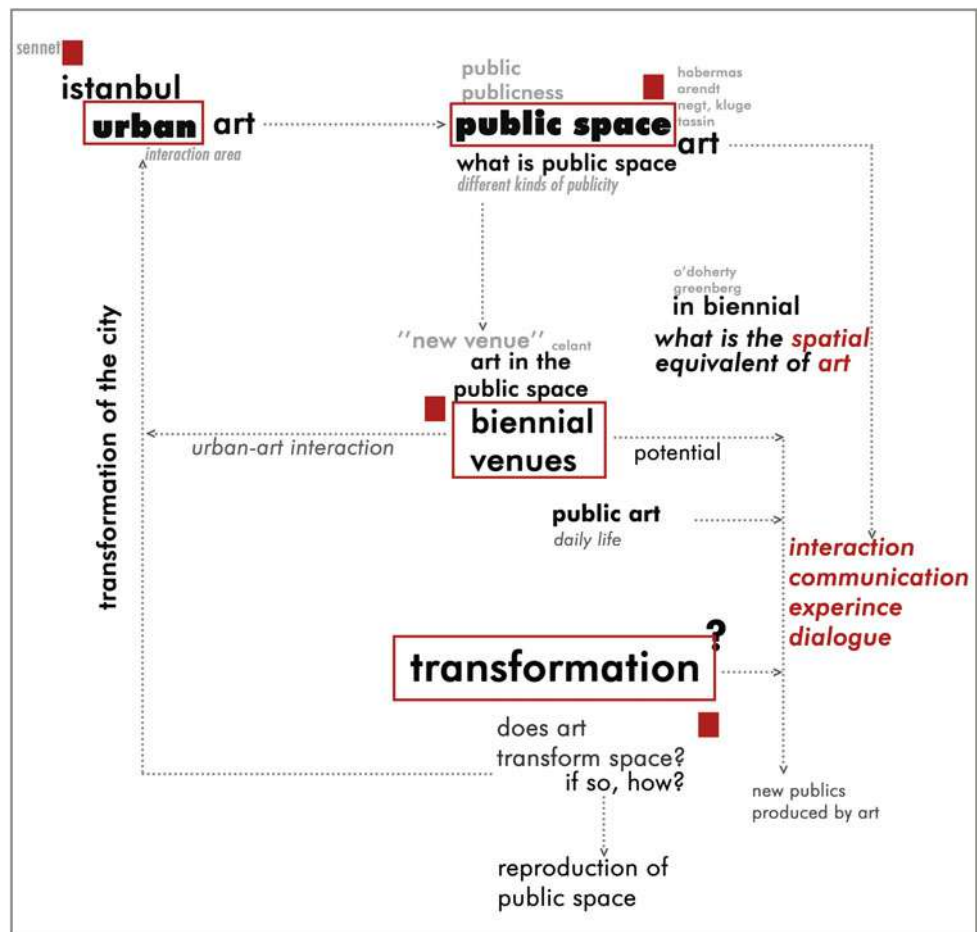 sennet
istanbul
urban art
interaction area
public
publicness
public space
habermas
arendt
negt, kluge
tassin
art
what is public space
different kinds of publicity
o'doherty
greenberg
in biennial
what is the spatial
equivalent of art
"new venue" celant
art in the
public space
biennial
venues
urban-art interaction
potential
transformation of the city
public art
daily life
interaction
communication
experince
dialogue
?
transformation
does art
transform space?
if so, how?
new publics
produced by art
reproduction of
public space